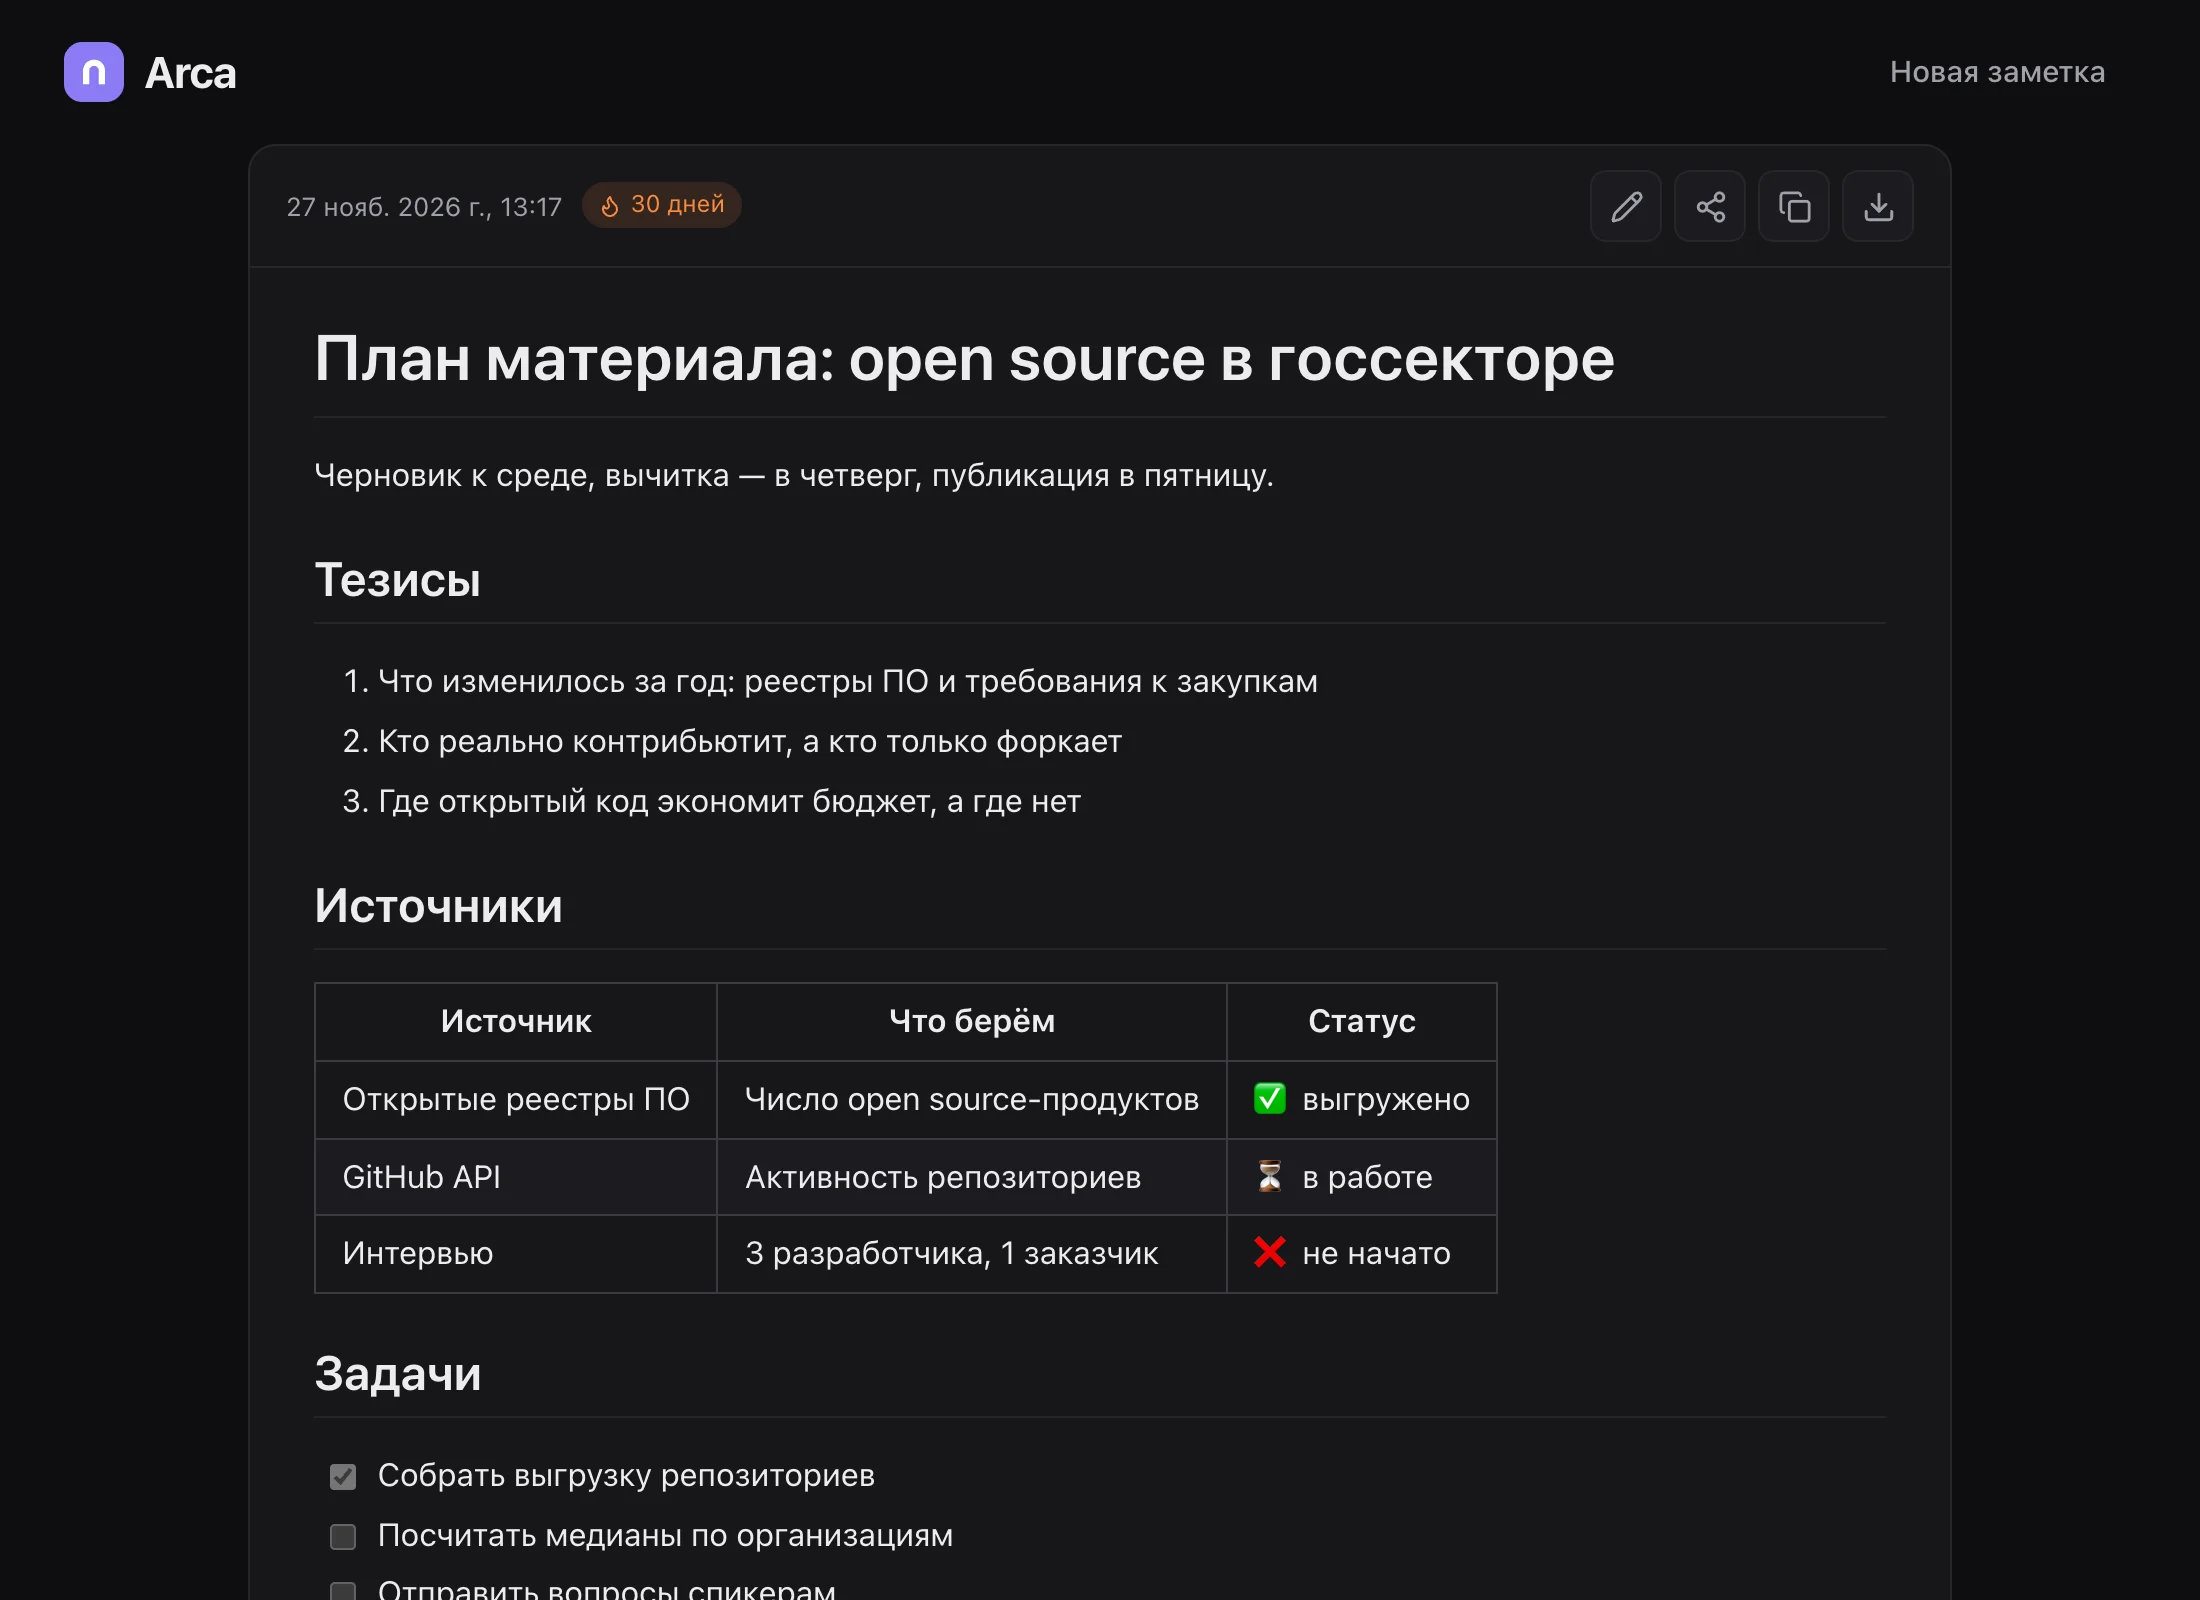 Arca
Новая заметка
27 нояб. 2026 г., 13:17
30 дней
План материала: open source в госсекторе
Черновик к среде, вычитка — в четверг, публикация в пятницу.
Тезисы
1. Что изменилось за год: реестры ПО и требования к закупкам
2. Кто реально контрибьютит, а кто только форкает
3. Где открытый код экономит бюджет, а где нет
Источники
Источник Что берём Статус
Открытые реестры ПО Число open source-продуктов ✅ выгружено
GitHub API Активность репозиториев ⏳ в работе
Интервью 3 разработчика, 1 заказчик ❌ не начато
Задачи
Собрать выгрузку репозиториев
Посчитать медианы по организациям
Отправить вопросы спикерам